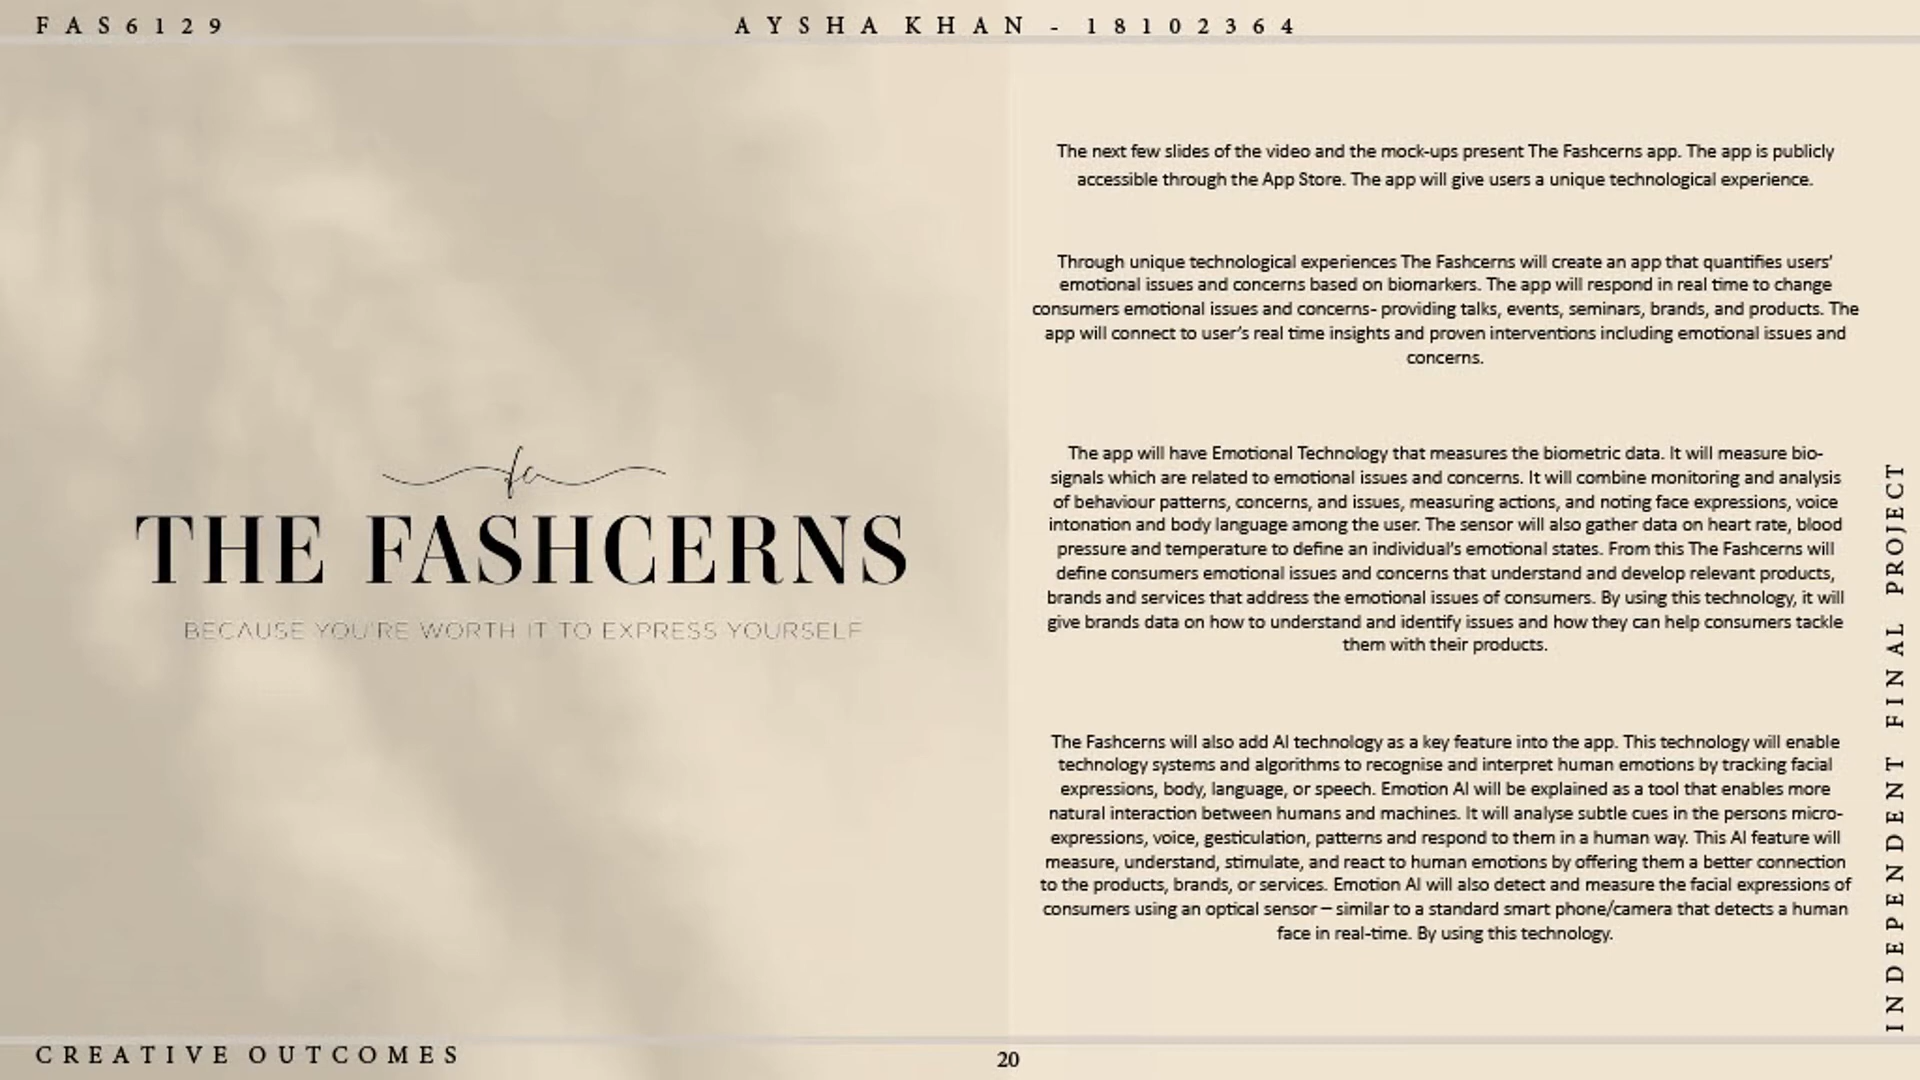 FAS6129
AYSHA KHAN - 18102364
fc
THE FASHCERNS
BECAUSE YOU'RE WORTH IT TO EXPRESS YOURSELF
The next few slides of the video and the mock-ups present The Fashcerns app. The app is publicly
accessible through the App Store. The app will give users a unique technological experience.
Through unique technological experiences The Fashcerns will create an app that quantifies users'
emotional issues and concerns based on biomarkers. The app will respond in real time to change
consumers emotional issues and concerns- providing talks, events, seminars, brands, and products. The
app will connect to user's real time insights and proven interventions including emotional issues and
concerns.
The app will have Emotional Technology that measures the biometric data. It will measure bio-
signals which are related to emotional issues and concerns. It will combine monitoring and analysis
of behaviour patterns, concerns, and issues, measuring actions, and noting face expressions, voice
intonation and body language among the user. The sensor will also gather data on heart rate, blood
pressure and temperature to define an individual's emotional states. From this The Fashcerns will
define consumers emotional issues and concerns that understand and develop relevant products,
brands and services that address the emotional issues of consumers. By using this technology, it will
give brands data on how to understand and identify issues and how they can help consumers tackle
them with their products.
The Fashcerns will also add AI technology as a key feature into the app. This technology will enable
technology systems and algorithms to recognise and interpret human emotions by tracking facial
expressions, body, language, or speech. Emotion AI will be explained as a tool that enables more
natural interaction between humans and machines. It will analyse subtle cues in the persons micro-
expressions, voice, gesticulation, patterns and respond to them in a human way. This AI feature will
measure, understand, stimulate, and react to human emotions by offering them a better connection
to the products, brands, or services. Emotion AI will also detect and measure the facial expressions of
consumers using an optical sensor – similar to a standard smart phone/camera that detects a human
face in real-time. By using this technology.
INDEPENDENT FINAL PROJECT
CREATIVE OUTCOMES
20